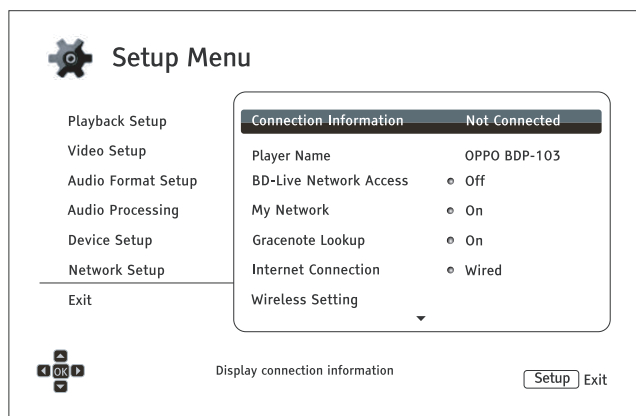 Setup Menu
Playback Setup
Video Setup
Audio Format Setup
Audio Processing
Device Setup
Network Setup
Exit
Connection Information Not Connected
Player Name OPPO BDP-103
BD-Live Network Access Off
My Network On
Gracenote Lookup On
Internet Connection Wired
Wireless Setting
OK
Display connection information
Setup Exit